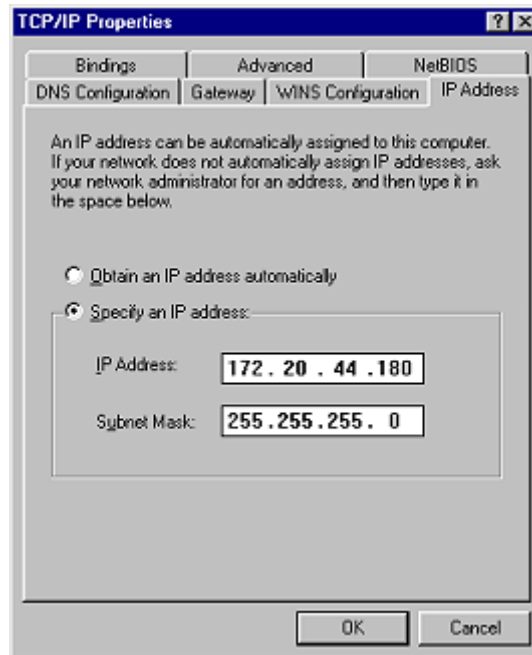 TCP/IP Properties
Bindings Advanced NetBIOS
DNS Configuration Gateway WINS Configuration IP Address
An IP address can be automatically assigned to this computer.
If your network does not automatically assign IP addresses, ask
your network administrator for an address, and then type it in
the space below.
Obtain an IP address automatically
Specify an IP address:
IP Address: 172 . 20 . 44 .180
Subnet Mask: 255 .255 .255 . 0
OK Cancel